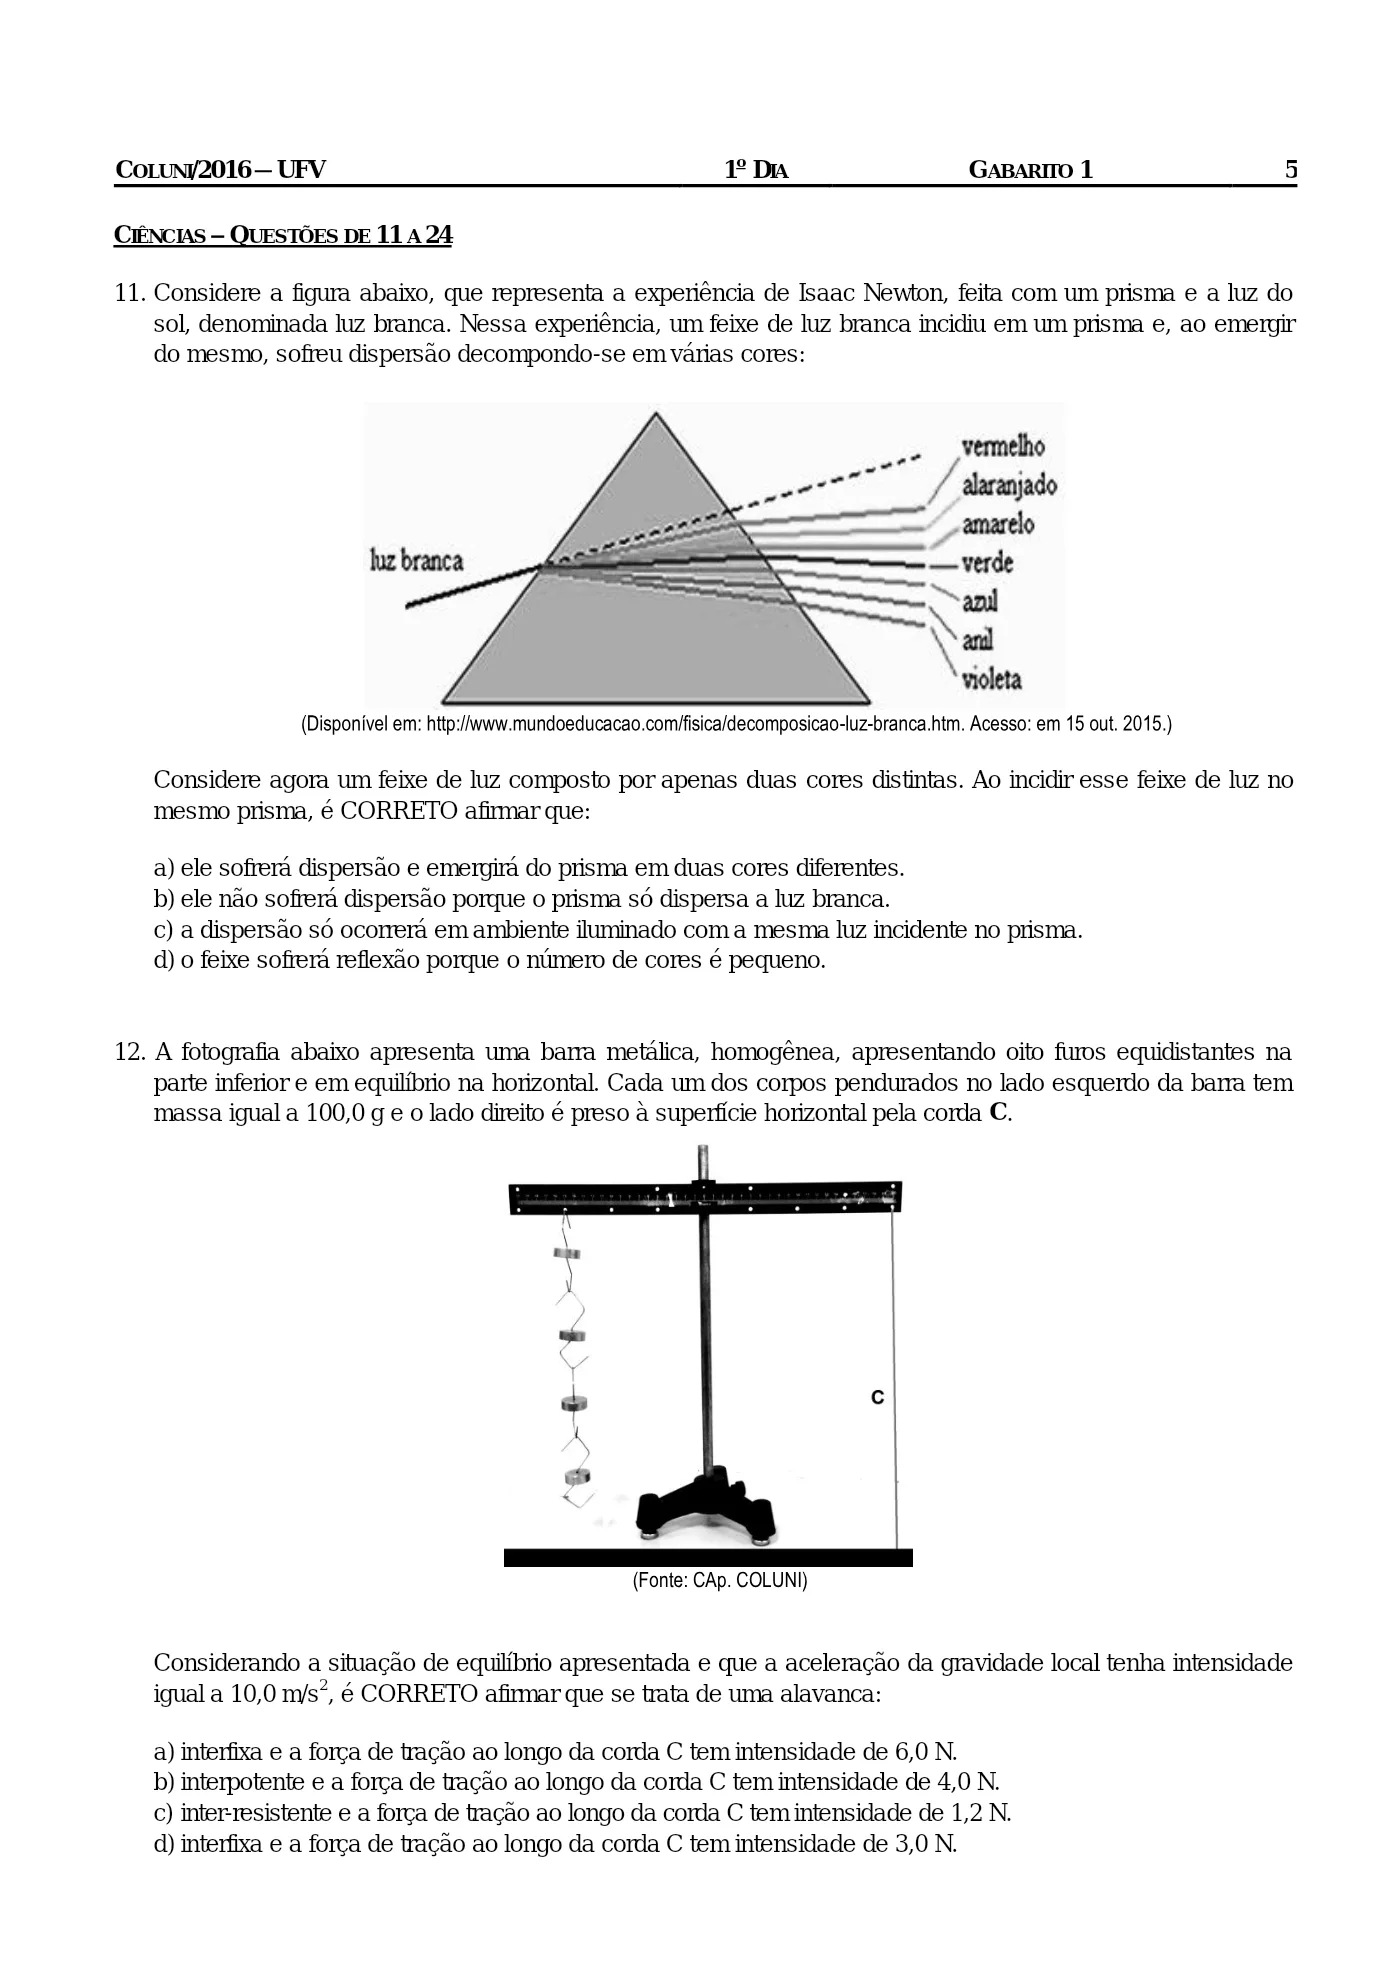 COLUNI/2016 – UFV 1º DIA GABARITO 1 5
CIÊNCIAS – QUESTÕES DE 11 A 24
11. Considere a figura abaixo, que representa a experiência de Isaac Newton, feita com um prisma e a luz do
sol, denominada luz branca. Nessa experiência, um feixe de luz branca incidiu em um prisma e, ao emergir
do mesmo, sofreu dispersão decompondo-se em várias cores:
vermelho
alaranjado
amarelo
luz branca
verde
azul
anil
violeta
(Disponível em: http://www.mundoeducacao.com/fisica/decomposicao-luz-branca.htm. Acesso: em 15 out. 2015.)
Considere agora um feixe de luz composto por apenas duas cores distintas. Ao incidir esse feixe de luz no
mesmo prisma, é CORRETO afirmar que:
a) ele sofrerá dispersão e emergirá do prisma em duas cores diferentes.
b) ele não sofrerá dispersão porque o prisma só dispersa a luz branca.
c) a dispersão só ocorrerá em ambiente iluminado com a mesma luz incidente no prisma.
d) o feixe sofrerá reflexão porque o número de cores é pequeno.
12. A fotografia abaixo apresenta uma barra metálica, homogênea, apresentando oito furos equidistantes na
parte inferior e em equilíbrio na horizontal. Cada um dos corpos pendurados no lado esquerdo da barra tem
massa igual a 100,0 g e o lado direito é preso à superfície horizontal pela corda C.
C
(Fonte: CAp. COLUNI)
Considerando a situação de equilíbrio apresentada e que a aceleração da gravidade local tenha intensidade
igual a 10,0 m/s², é CORRETO afirmar que se trata de uma alavanca:
a) interfixa e a força de tração ao longo da corda C tem intensidade de 6,0 N.
b) interpotente e a força de tração ao longo da corda C tem intensidade de 4,0 N.
c) inter-resistente e a força de tração ao longo da corda C tem intensidade de 1,2 N.
d) interfixa e a força de tração ao longo da corda C tem intensidade de 3,0 N.